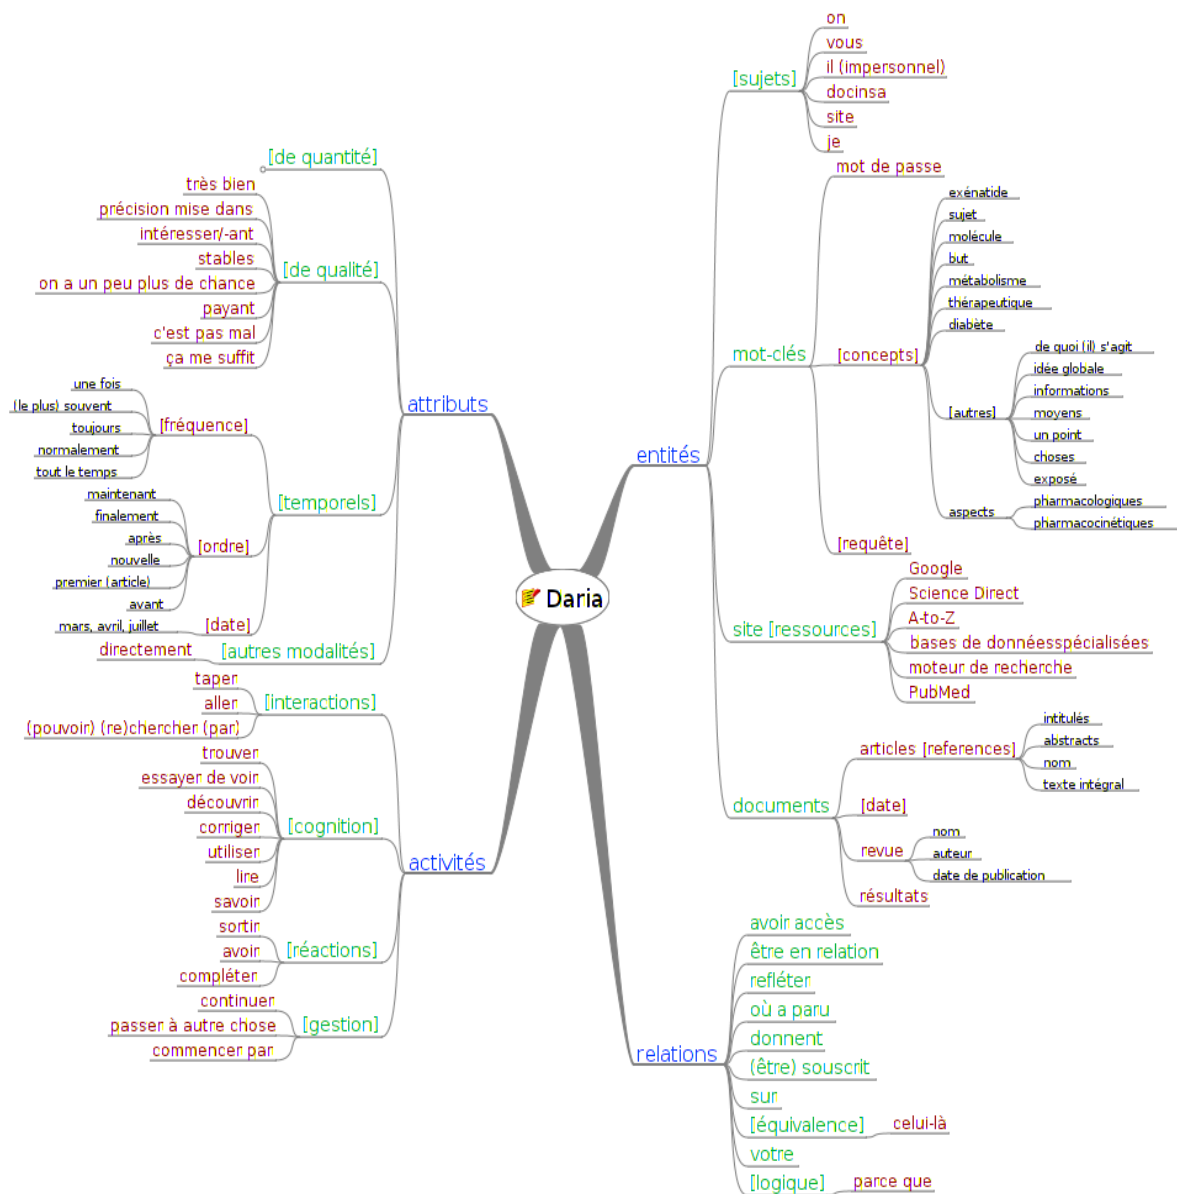 Daria
attributs
[de quantité]
[de qualité]
très bien
précision mise dans
intéresser/-ant
stables
on a un peu plus de chance
payant
c'est pas mal
ça me suffit
[temporels]
[fréquence]
une fois
(le plus) souvent
toujours
normalement
tout le temps
[ordre]
maintenant
finalement
après
nouvelle
premier (article)
avant
[date]
mars, avril, juillet
[autres modalités]
directement
activités
[interactions]
taper
aller
(pouvoir) (re)chercher (par)
[cognition]
trouver
essayer de voir
découvrir
corriger
utiliser
lire
savoir
[réactions]
sortir
avoir
compléter
[gestion]
continuer
passer à autre chose
commencer par
entités
[sujets]
on
vous
il (impersonnel)
docinsa
site
je
mot-clés
mot de passe
[concepts]
exénatide
sujet
molécule
but
métabolisme
thérapeutique
diabète
[autres]
de quoi (il) s'agit
idée globale
informations
moyens
un point
choses
exposé
aspects
pharmacologiques
pharmacocinétiques
[requête]
site [ressources]
Google
Science Direct
A-to-Z
bases de donnéesspécialisées
moteur de recherche
PubMed
documents
articles [references]
intitulés
abstracts
nom
texte intégral
[date]
revue
nom
auteur
date de publication
résultats
relations
avoir accès
être en relation
refléter
où a paru
donnent
(être) souscrit
sur
[équivalence]
celui-là
votre
[logique]
parce que